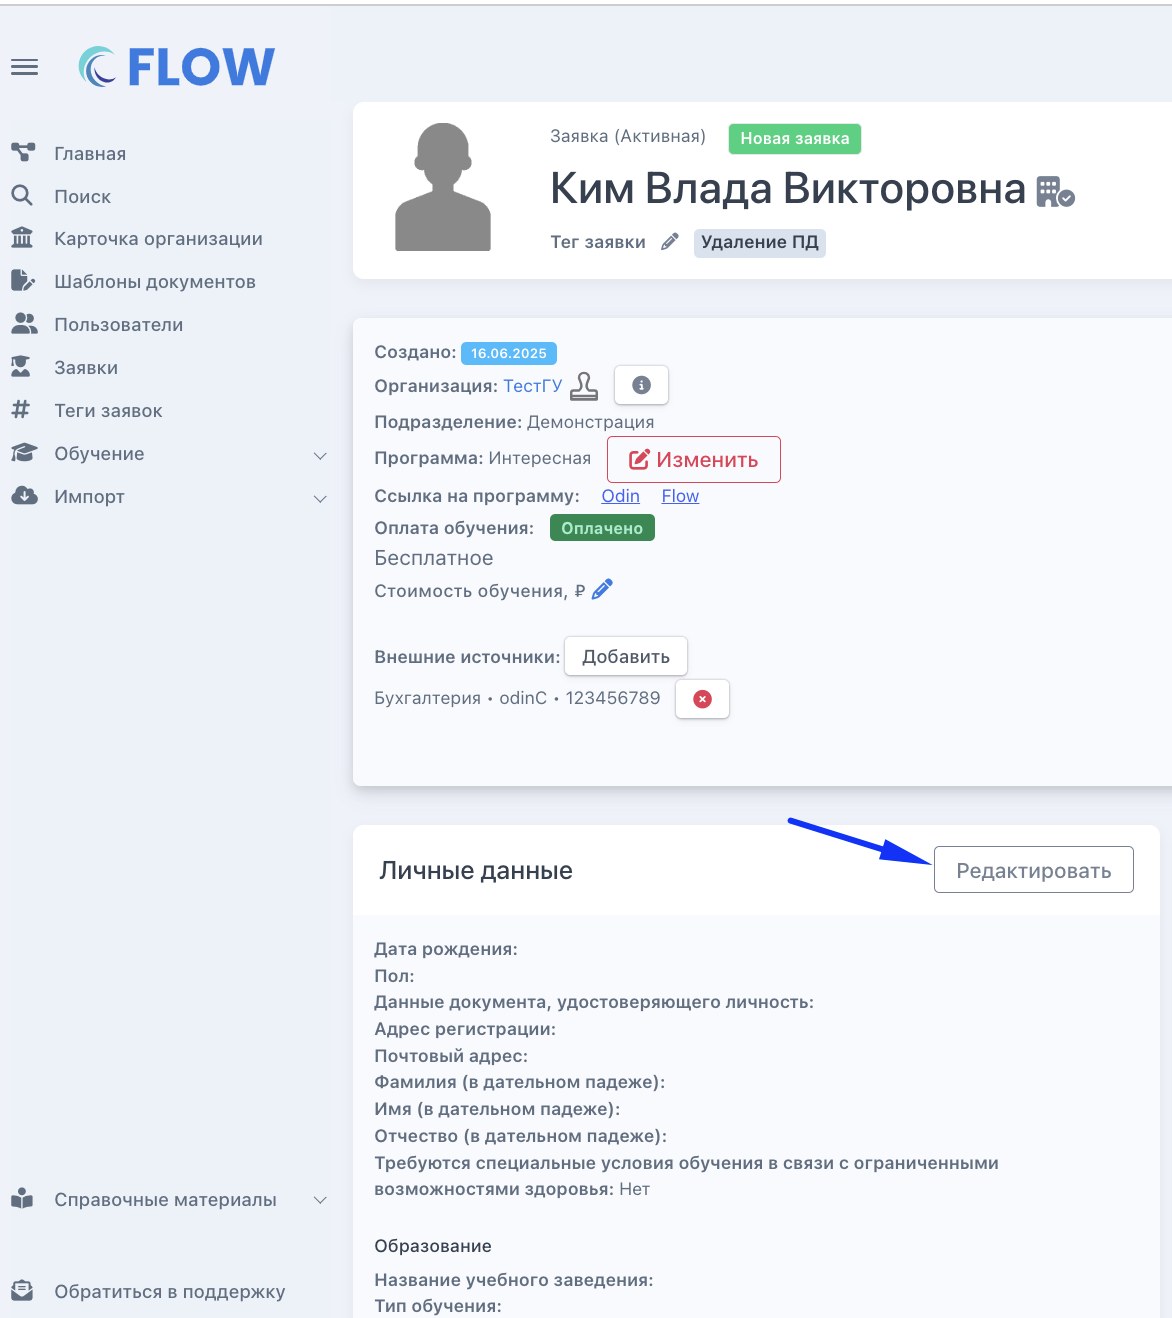 FLOW
Главная
Поиск
Карточка организации
Шаблоны документов
Пользователи
Заявки
Теги заявок
Обучение
Импорт
Справочные материалы
Обратиться в поддержку
Заявка (Активная) Новая заявка
Ким Влада Викторовна
Тег заявки Удаление ПД
Создано: 16.06.2025
Организация: ТестГУ
Подразделение: Демонстрация
Программа: Интересная Изменить
Ссылка на программу: Odin Flow
Оплата обучения: Оплачено
Бесплатное
Стоимость обучения, ₽
Внешние источники: Добавить
Бухгалтерия • odinC • 123456789
Личные данные Редактировать
Дата рождения:
Пол:
Данные документа, удостоверяющего личность:
Адрес регистрации:
Почтовый адрес:
Фамилия (в дательном падеже):
Имя (в дательном падеже):
Отчество (в дательном падеже):
Требуются специальные условия обучения в связи с ограниченными
возможностями здоровья: Нет
Образование
Название учебного заведения:
Тип обучения: